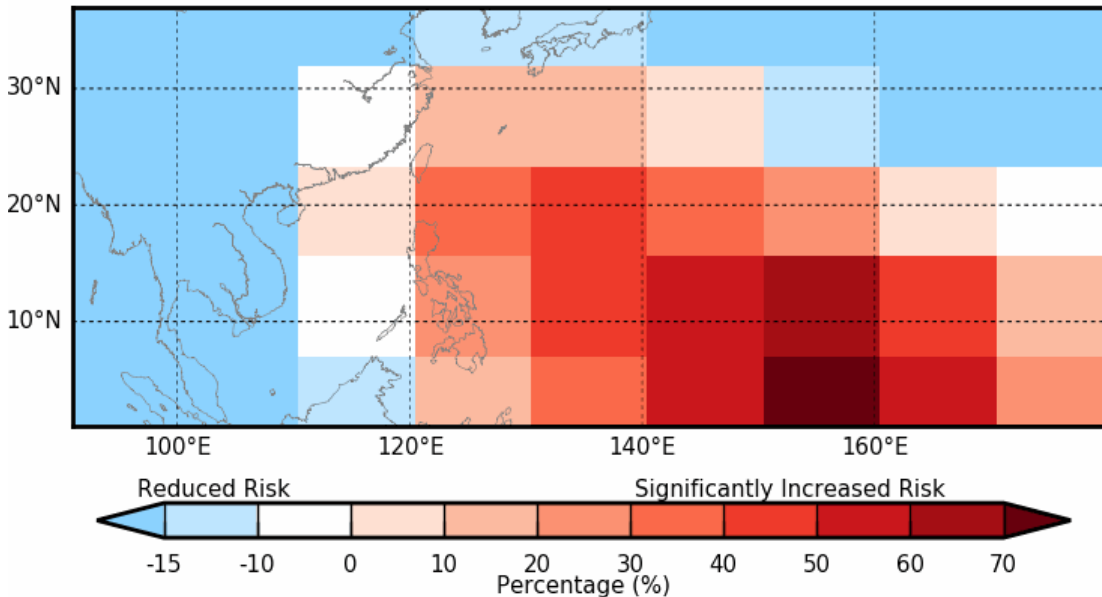 30°N
20°N
10°N
100°E 120°E 140°E 160°E
Reduced Risk Significantly Increased Risk
-15 -10 0 5 10 20 30 40 50 60 70
Percentage (%)